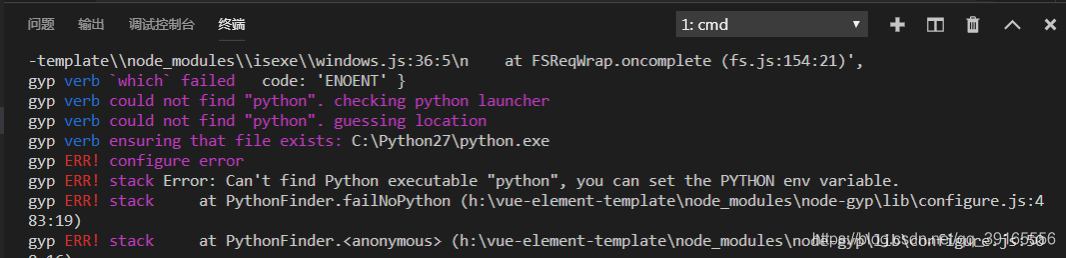 问题 输出 调试控制台 终端 1: cmd
-template\\node_modules\\isexe\\windows.js:36:5\n    at FSReqWrap.oncomplete (fs.js:154:21)',
gyp verb `which` failed   code: 'ENOENT' }
gyp verb could not find "python". checking python launcher
gyp verb could not find "python". guessing location
gyp verb ensuring that file exists: C:\Python27\python.exe
gyp ERR! configure error
gyp ERR! stack Error: Can't find Python executable "python", you can set the PYTHON env variable.
gyp ERR! stack     at PythonFinder.failNoPython (h:\vue-element-template\node_modules\node-gyp\lib\configure.js:4
83:19)
gyp ERR! stack     at PythonFinder.<anonymous> (h:\vue-element-template\node_modules\node-gyp\lib\configure.js:50
8:16)
https://blog.csdn.net/qq_39165556